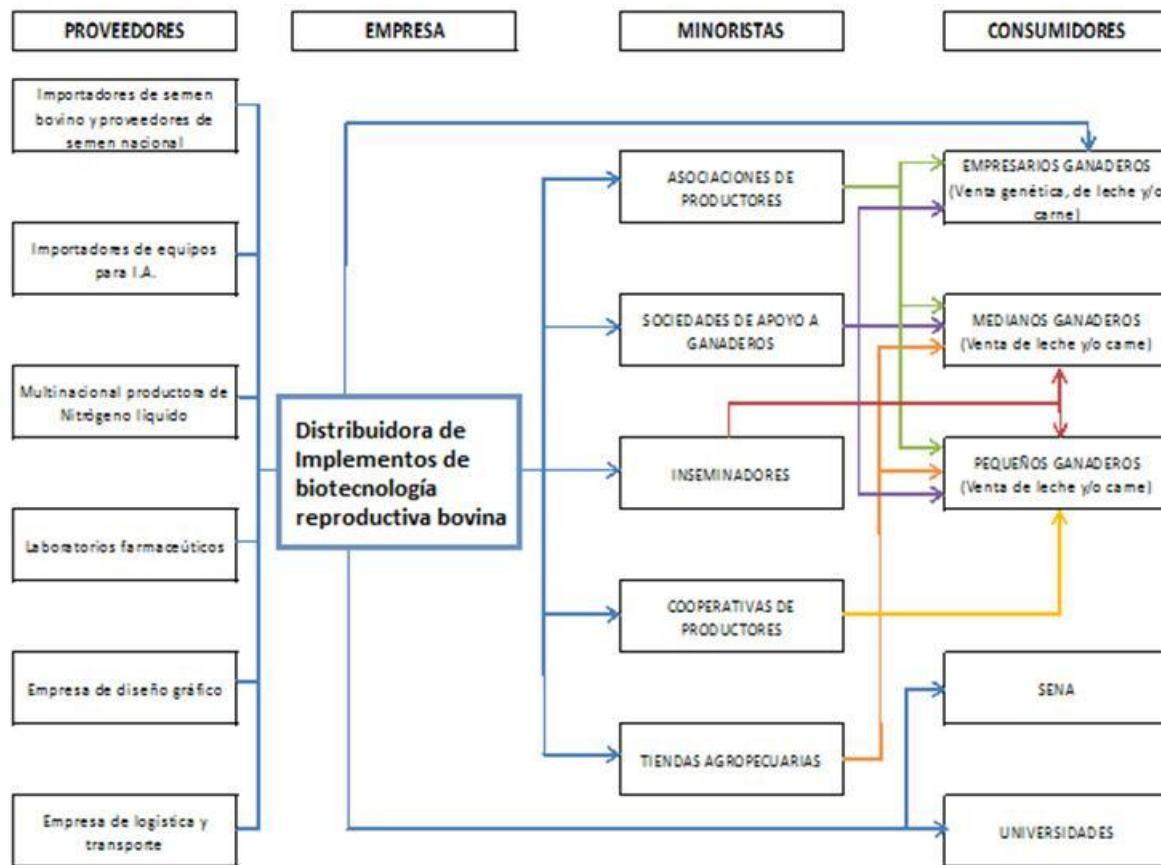 PROVEEDORES
EMPRESA
MINORISTAS
CONSUMIDORES
Importadores de semen
bovino y proveedores de
semen nacional
Importadores de equipos
para I.A.
Multinacional productora de
Nitrógeno líquido
Laboratorios farmaceúticos
Empresa de diseño gráfico
Empresa de logística y
transporte
Distribuidora de
Implementos de
biotecnología
reproductiva bovina
ASOCIACIONES DE
PRODUCTORES
SOCIEDADES DE APOYO A
GANADEROS
INSEMINADORES
COOPERATIVAS DE
PRODUCTORES
TIENDAS AGROPECUARIAS
EMPRESARIOS GANADEROS
(Venta genética, de leche y/o
carne)
MEDIANOS GANADEROS
(Venta de leche y/o carne)
PEQUEÑOS GANADEROS
(Venta de leche y/o carne)
SENA
UNIVERSIDADES